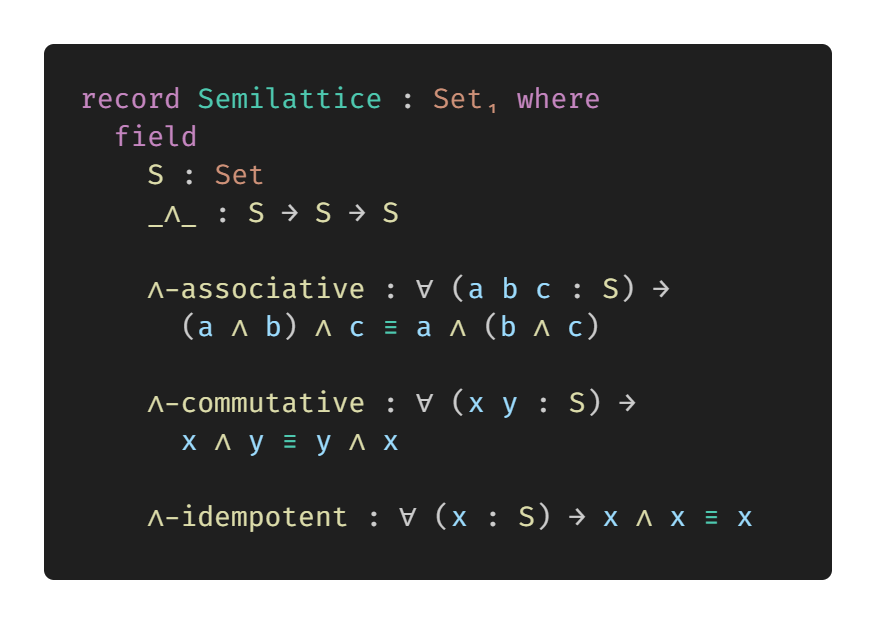 record Semilattice : Set₁ where
  field
    S : Set
    _∧_ : S → S → S

    ∧-associative : ∀ (a b c : S) →
      (a ∧ b) ∧ c ≡ a ∧ (b ∧ c)

    ∧-commutative : ∀ (x y : S) →
      x ∧ y ≡ y ∧ x

    ∧-idempotent : ∀ (x : S) → x ∧ x ≡ x